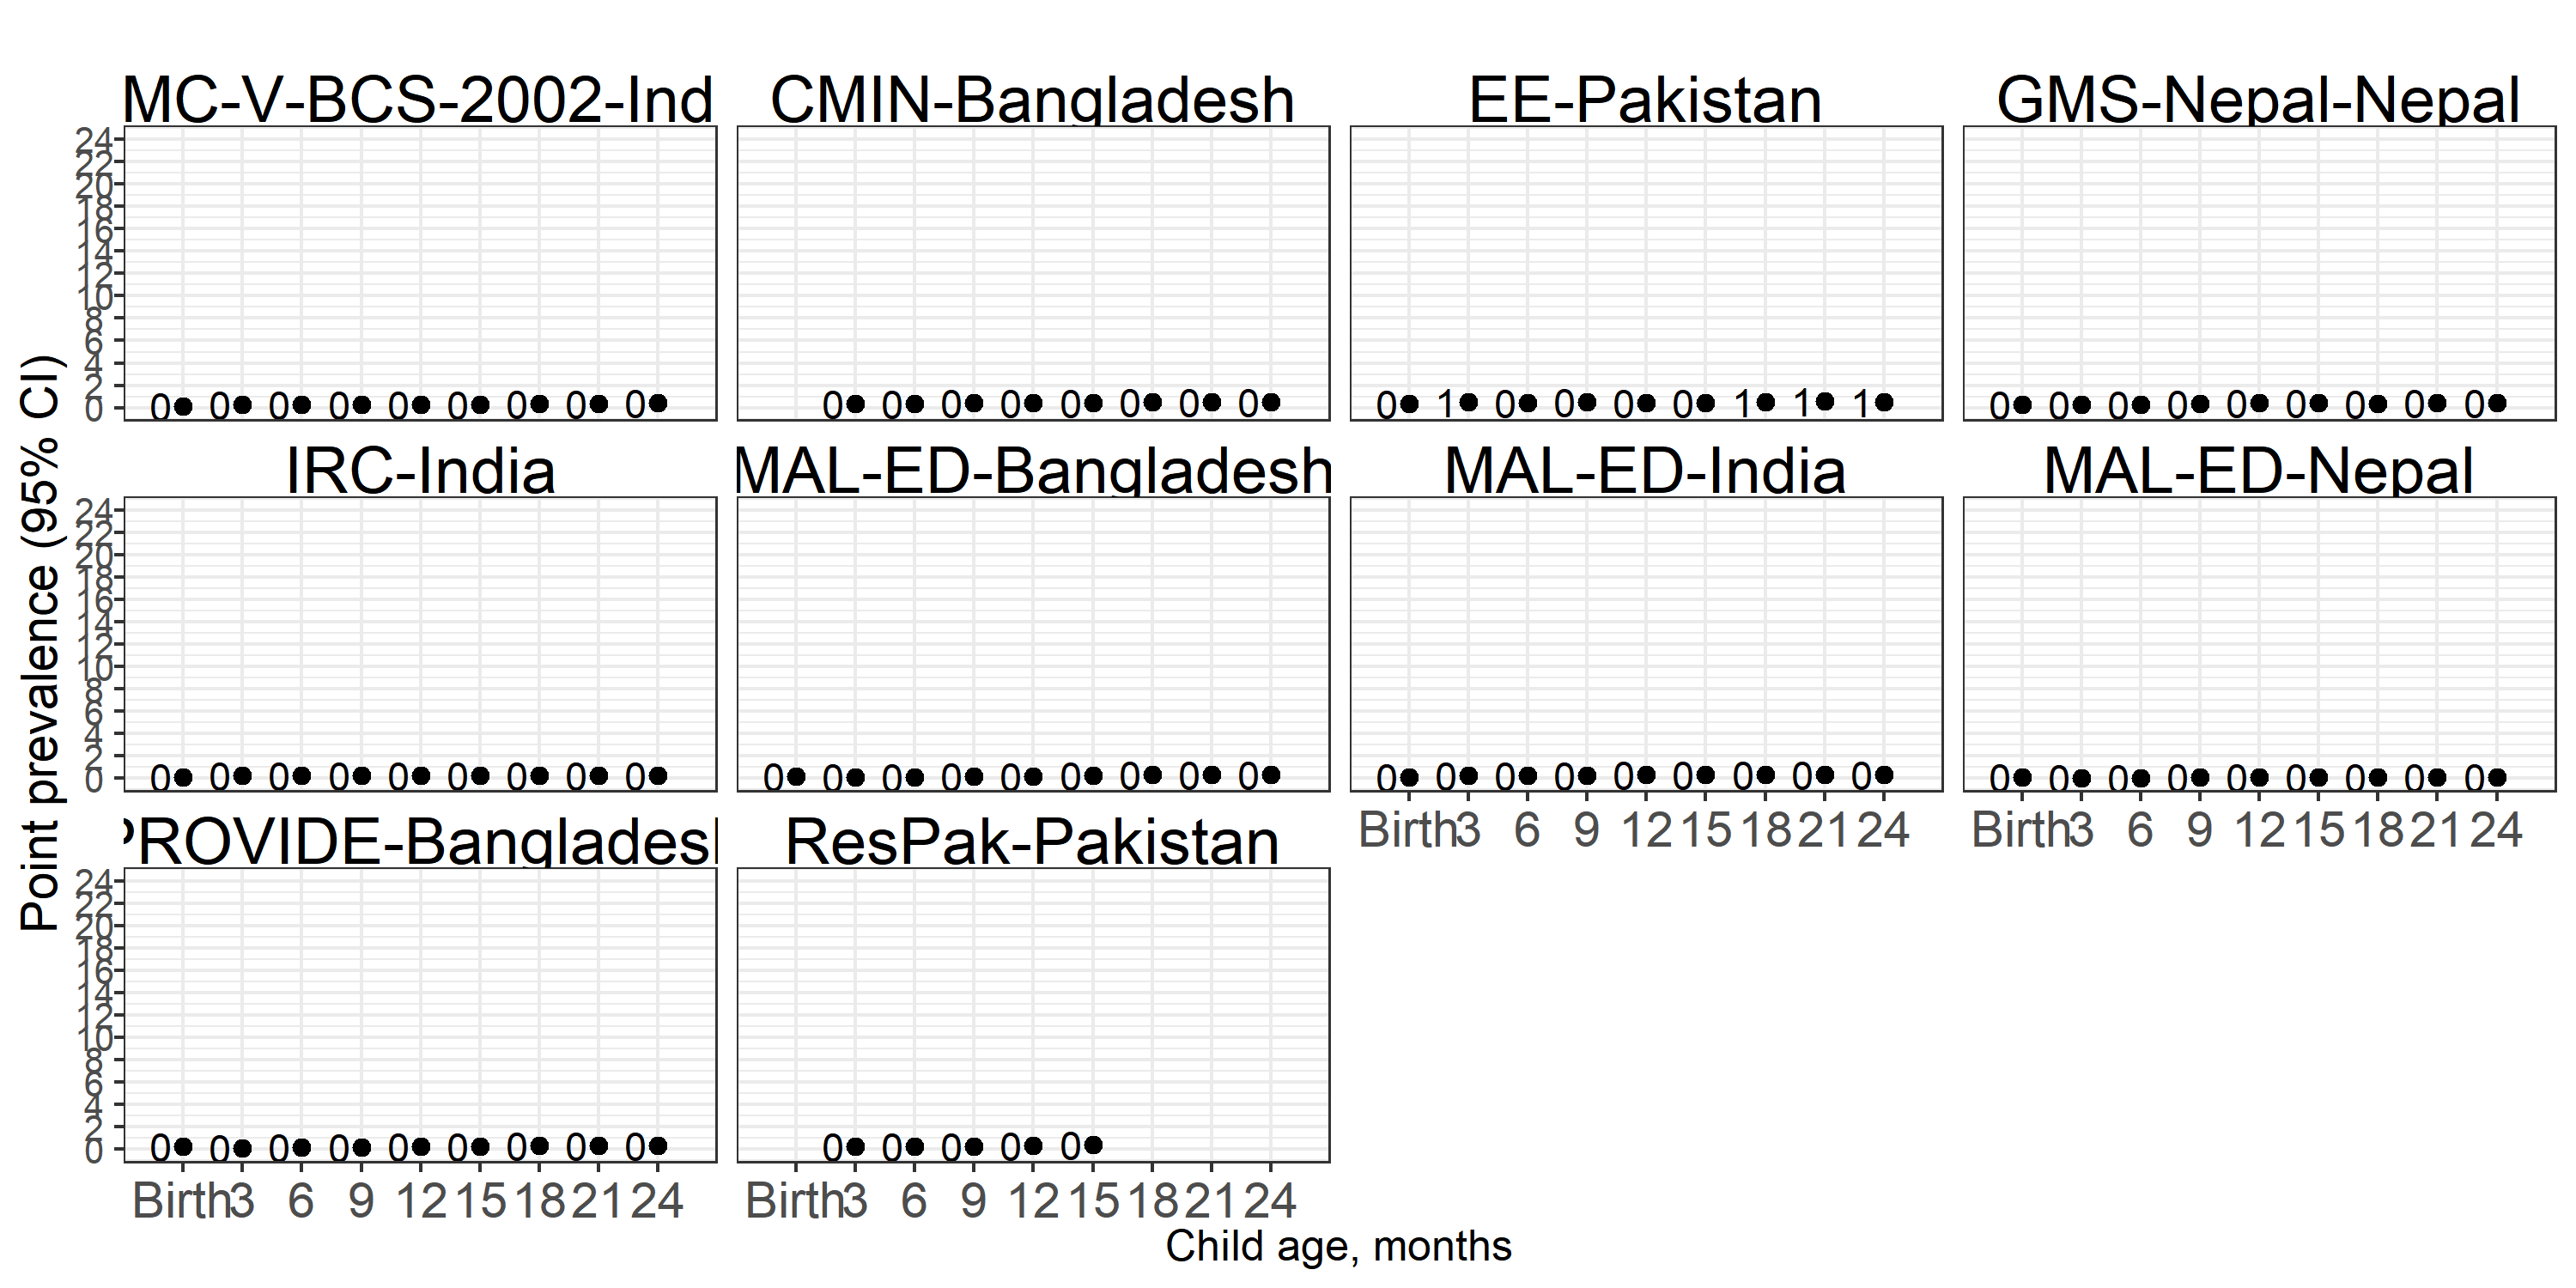 MC-V-BCS-2002-Ind CMIN-Bangladesh EE-Pakistan GMS-Nepal-Nepal
24
22
20
18
16
14
12
10
8
6
4
2
0
0 0 0 0 0 0 0 0 0
0 0 0 0 0 0 0 0
0 1 0 0 0 0 1 1 1
0 0 0 0 0 0 0 0 0
Point prevalence (95% CI)
IRC-India MAL-ED-Bangladesh MAL-ED-India MAL-ED-Nepal
24
22
20
18
16
14
12
10
8
6
4
2
0
0 0 0 0 0 0 0 0 0
0 0 0 0 0 0 0 0 0
0 0 0 0 0 0 0 0 0
0 0 0 0 0 0 0 0 0
Birth 3 6 9 12 15 18 21 24
Birth 3 6 9 12 15 18 21 24
PROVIDE-Bangladesh ResPak-Pakistan
24
22
20
18
16
14
12
10
8
6
4
2
0
0 0 0 0 0 0 0 0 0
0 0 0 0 0
Birth 3 6 9 12 15 18 21 24
Birth 3 6 9 12 15 18 21 24
Child age, months